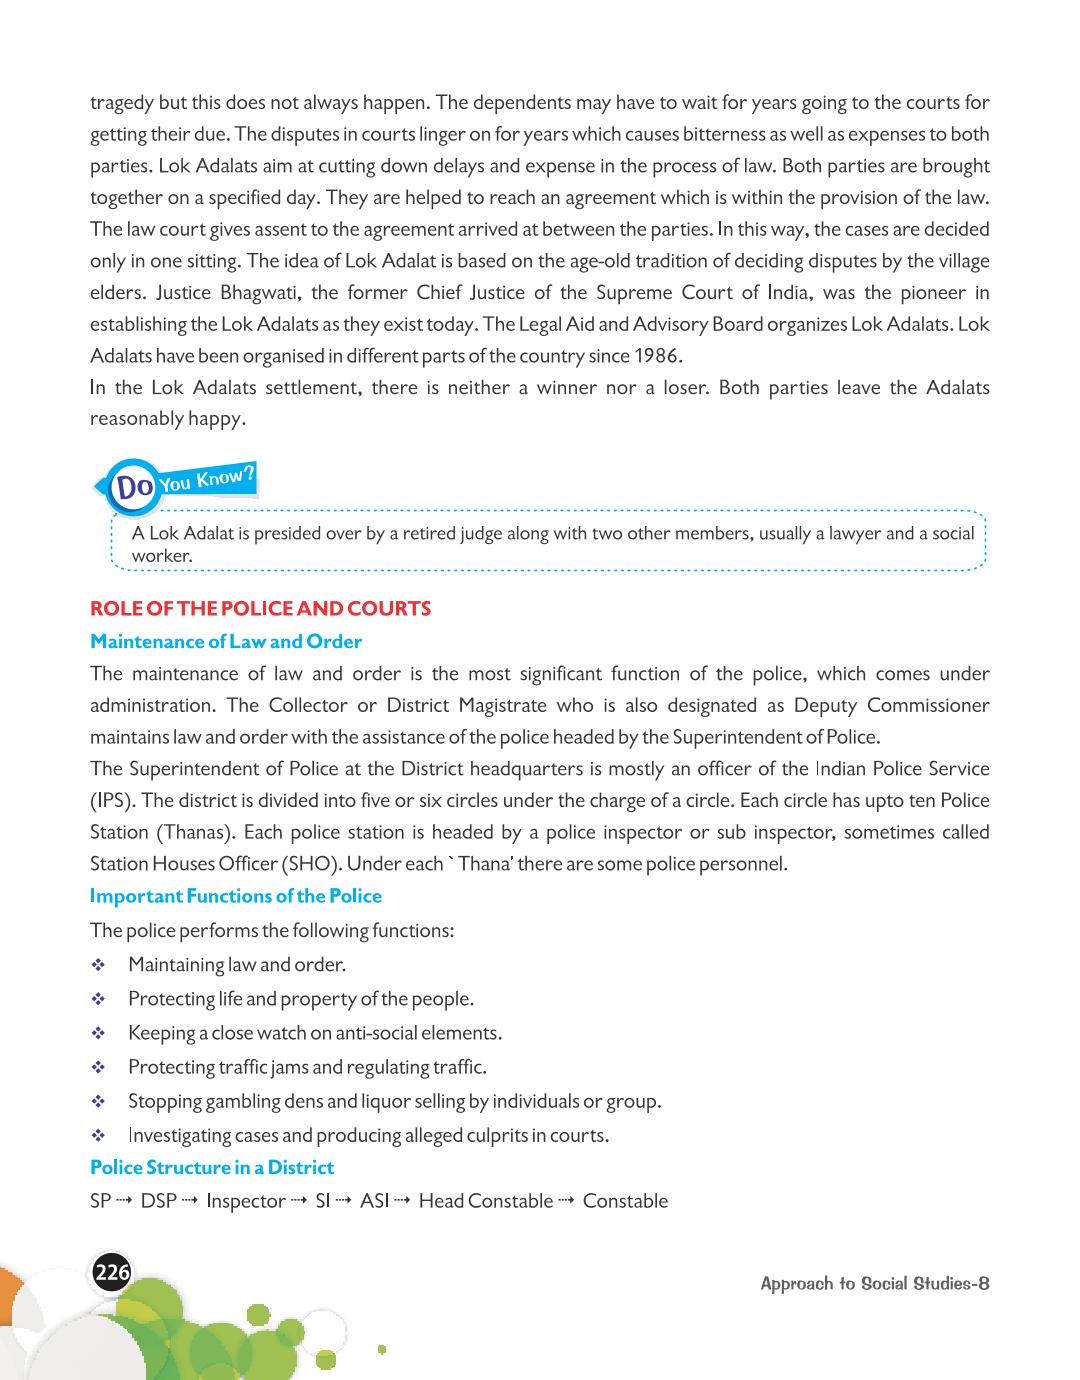 tragedy but this does not always happen. The dependents may have to wait for years going to the courts for
getting their due. The disputes in courts linger on for years which causes bitterness as well as expenses to both
parties. Lok Adalats aim at cutting down delays and expense in the process of law. Both parties are brought
together on a specified day. They are helped to reach an agreement which is within the provision of the law.
The law court gives assent to the agreement arrived at between the parties. In this way, the cases are decided
only in one sitting. The idea of Lok Adalat is based on the age-old tradition of deciding disputes by the village
elders. Justice Bhagwati, the former Chief Justice of the Supreme Court of India, was the pioneer in
establishing the Lok Adalats as they exist today. The Legal Aid and Advisory Board organizes Lok Adalats. Lok
Adalats have been organised in different parts of the country since 1986.
In the Lok Adalats settlement, there is neither a winner nor a loser. Both parties leave the Adalats
reasonably happy.
Do You Know?
A Lok Adalat is presided over by a retired judge along with two other members, usually a lawyer and a social
worker.
ROLE OF THE POLICE AND COURTS
Maintenance of Law and Order
The maintenance of law and order is the most significant function of the police, which comes under
administration. The Collector or District Magistrate who is also designated as Deputy Commissioner
maintains law and order with the assistance of the police headed by the Superintendent of Police.
The Superintendent of Police at the District headquarters is mostly an officer of the Indian Police Service
(IPS). The district is divided into five or six circles under the charge of a circle. Each circle has upto ten Police
Station (Thanas). Each police station is headed by a police inspector or sub inspector, sometimes called
Station Houses Officer (SHO). Under each `Thana' there are some police personnel.
Important Functions of the Police
The police performs the following functions:
❖ Maintaining law and order.
❖ Protecting life and property of the people.
❖ Keeping a close watch on anti-social elements.
❖ Protecting traffic jams and regulating traffic.
❖ Stopping gambling dens and liquor selling by individuals or group.
❖ Investigating cases and producing alleged culprits in courts.
Police Structure in a District
SP ⇢ DSP ⇢ Inspector ⇢ SI ⇢ ASI ⇢ Head Constable ⇢ Constable
226
Approach to Social Studies-8